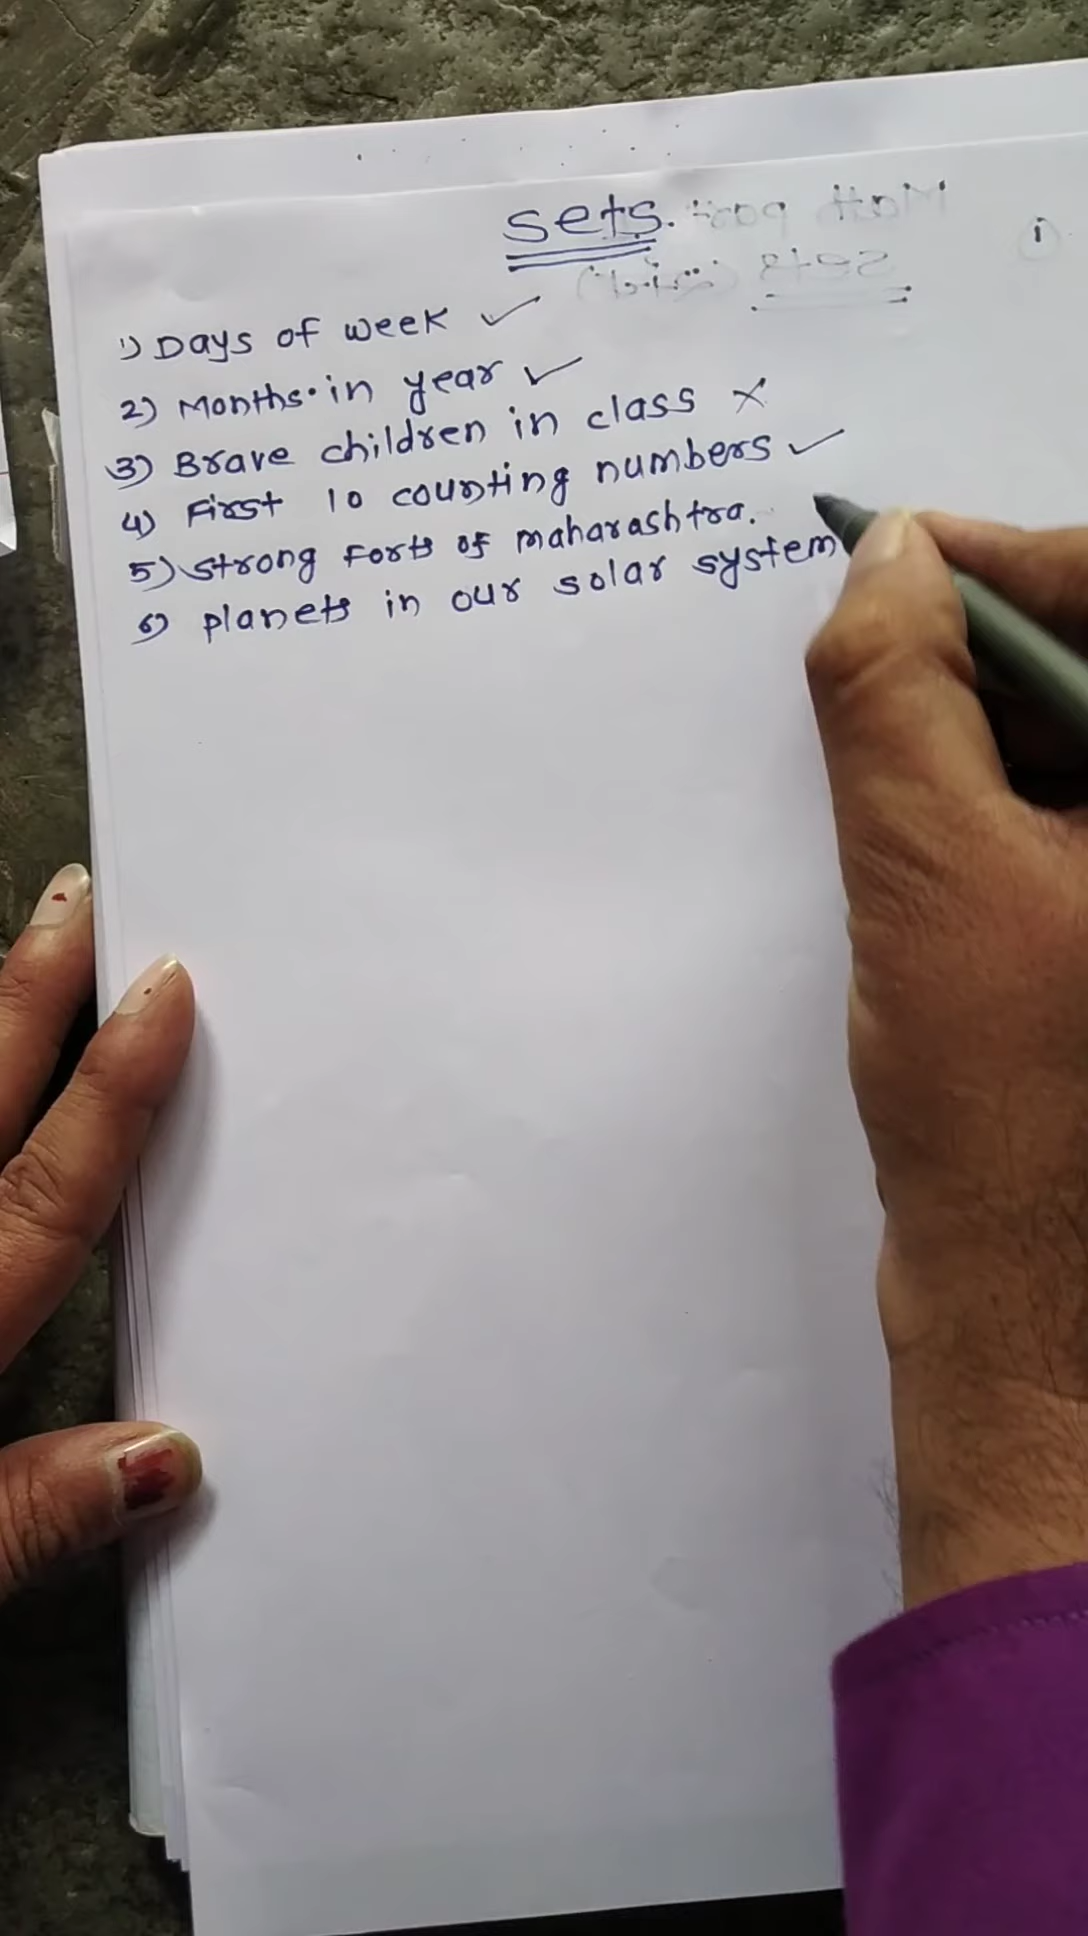 sets.
1) Days of week ✓
2) Months in year ✓
3) Brave children in class ×
4) First 10 counting numbers ✓
5) strong forts of maharashtra.
6) planets in our solar system
1